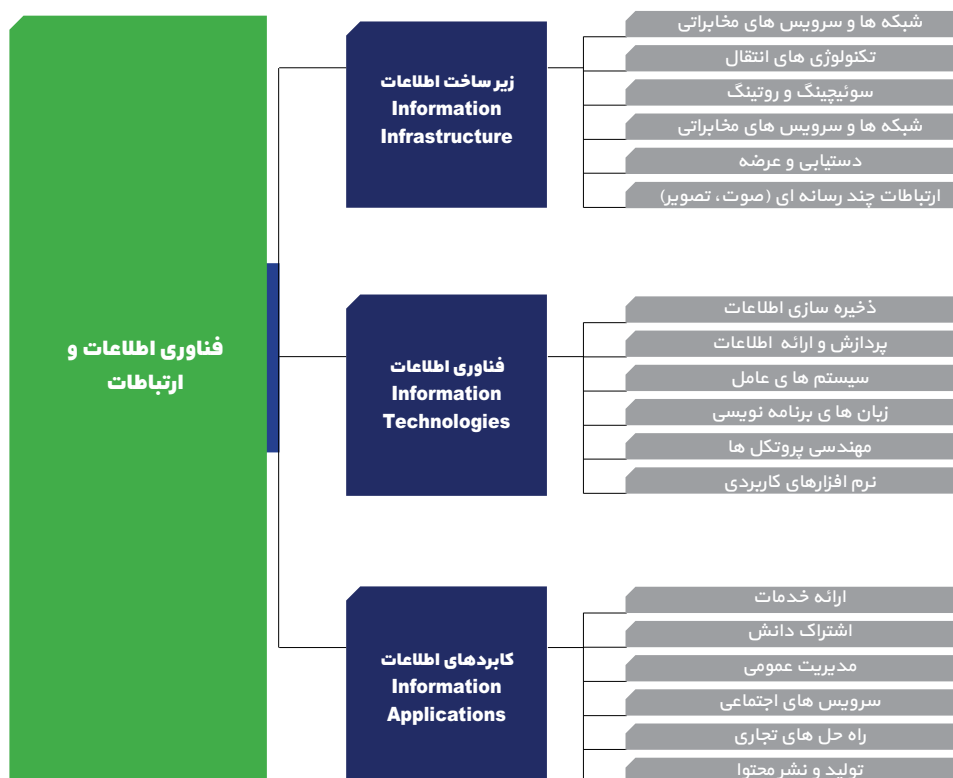 فناوری اطلاعات و
ارتباطات
زیر ساخت اطلاعات
Information
Infrastructure
شبکه ها و سرویس های مخابراتی
تکنولوژی های انتقال
سوئیچینگ و روتینگ
شبکه ها و سرویس های مخابراتی
دستیابی و عرضه
ارتباطات چند رسانه ای (صوت، تصویر)
فناوری اطلاعات
Information
Technologies
ذخیره سازی اطلاعات
پردازش و ارائه اطلاعات
سیستم ها ی عامل
زبان ها ی برنامه نویسی
مهندسی پروتکل ها
نرم افزارهای کاربردی
کابردهای اطلاعات
Information
Applications
ارائه خدمات
اشتراک دانش
مدیریت عمومی
سرویس های اجتماعی
راه حل های تجاری
تولید و نشر محتوا